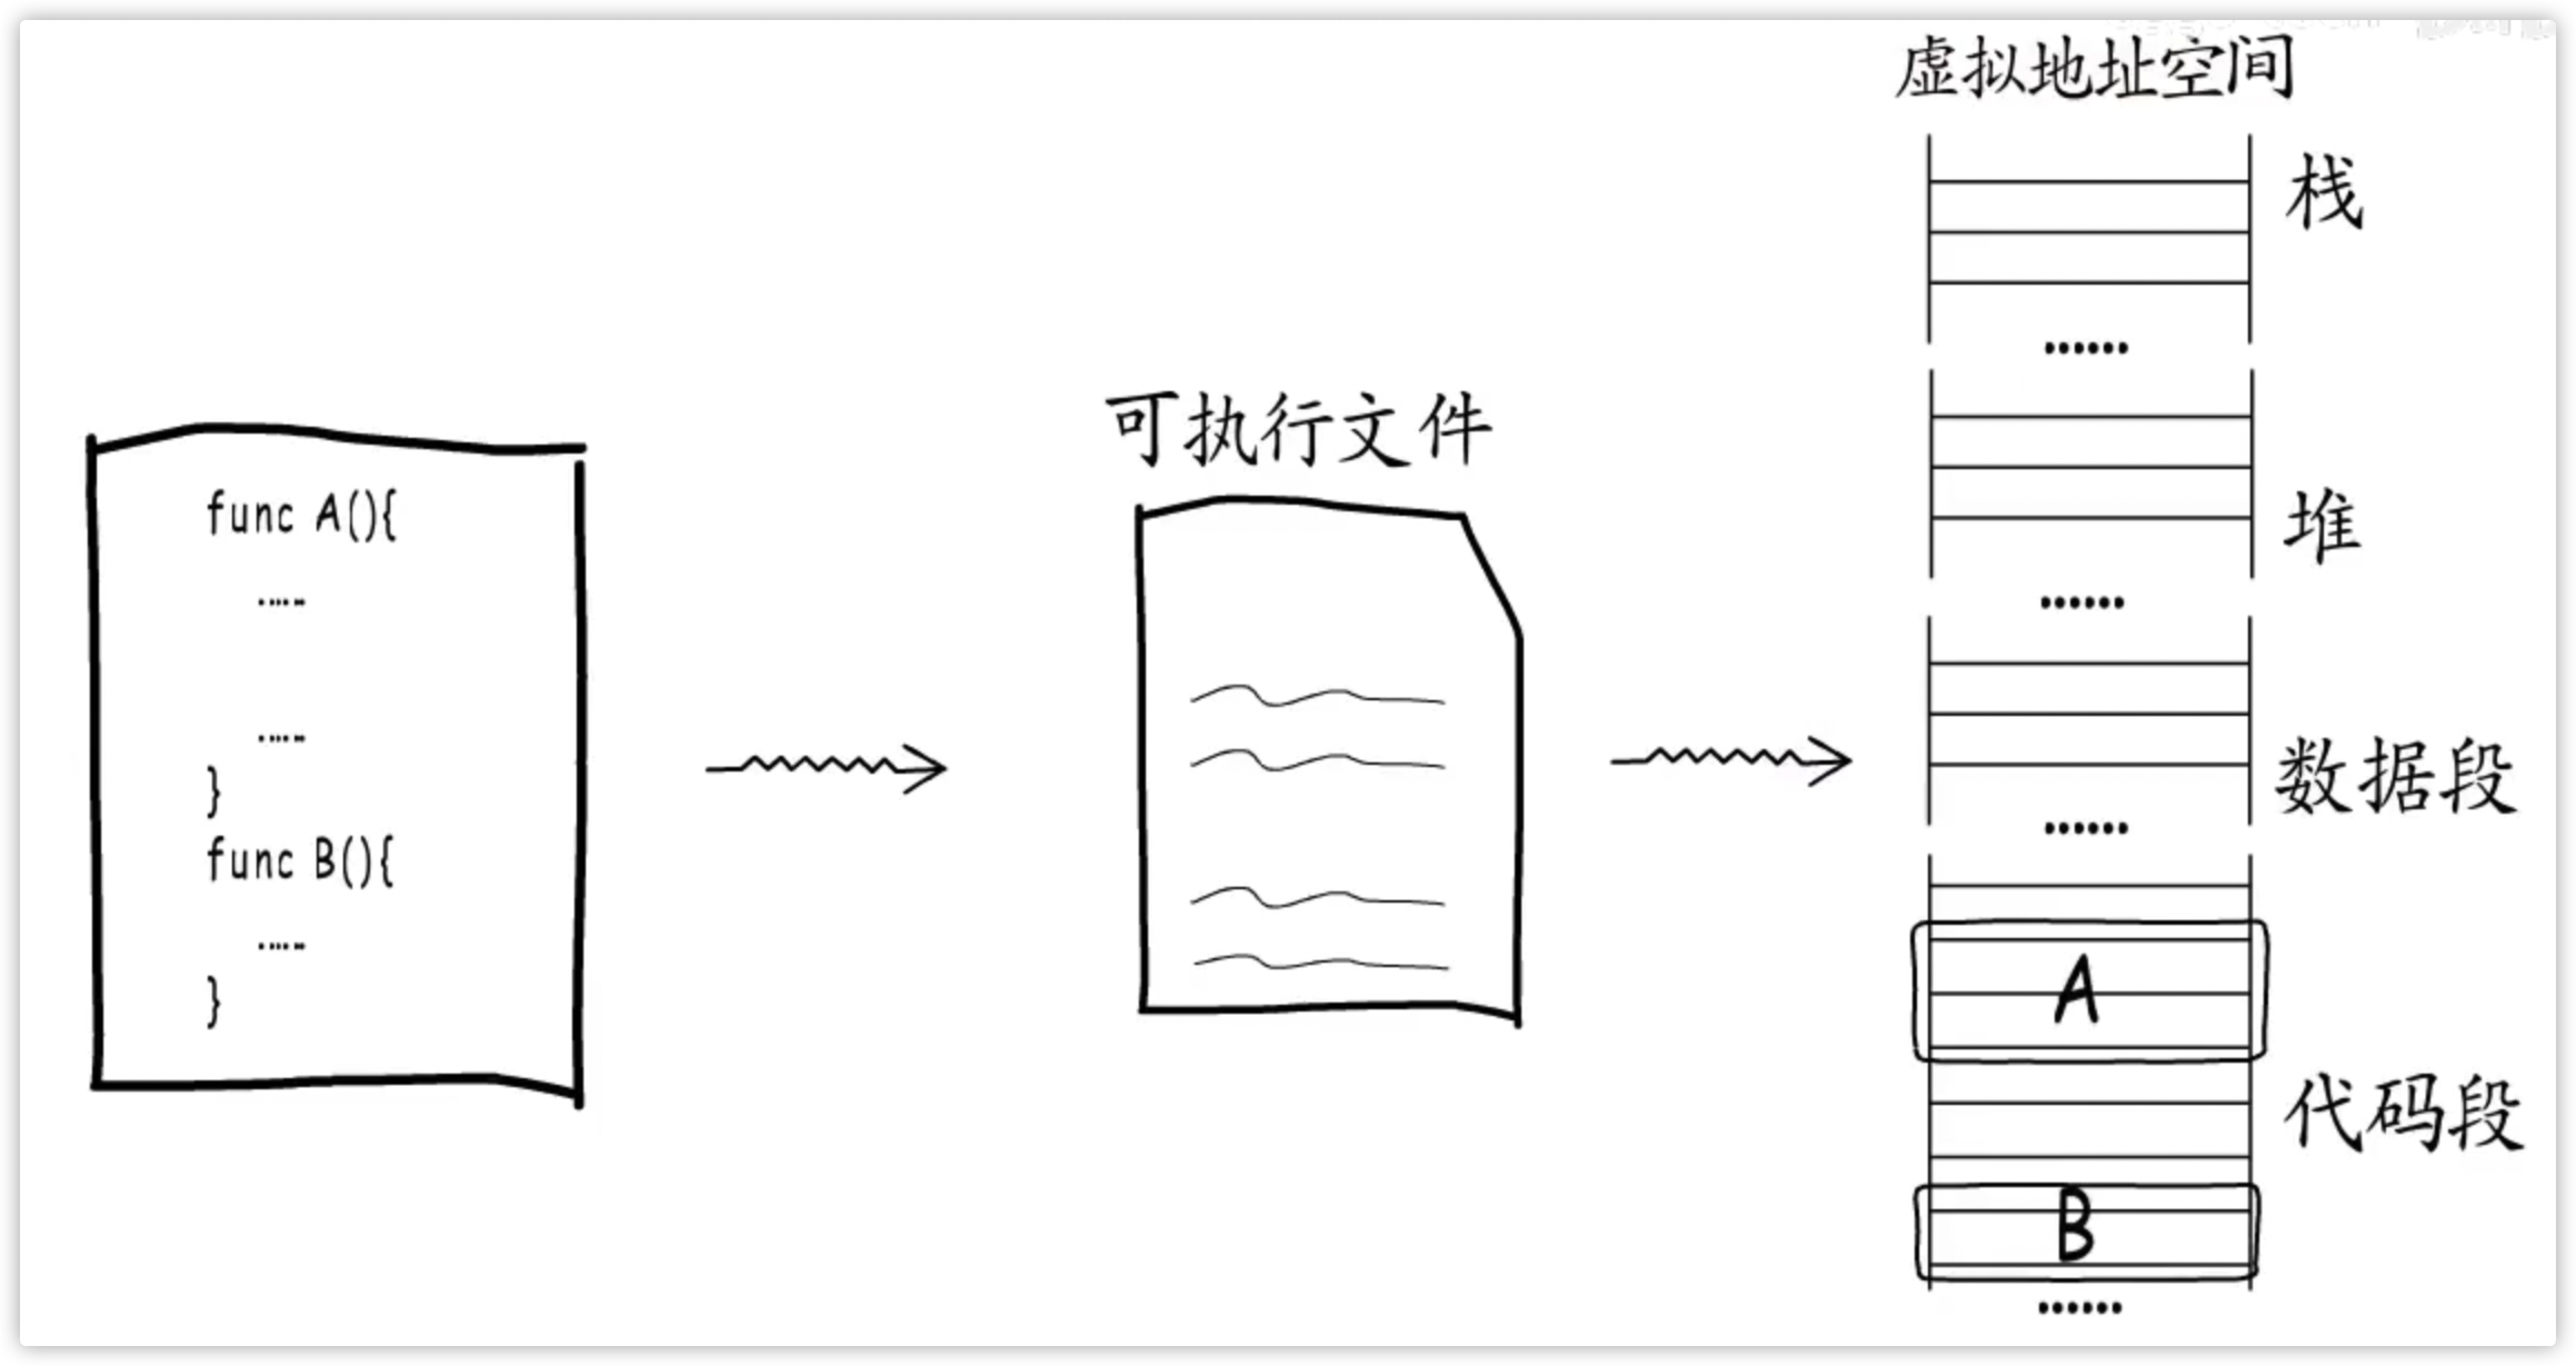 func A(){
......
......
}
func B(){
......
}
可执行文件
虚拟地址空间
栈
......
堆
......
数据段
......
A
代码段
B
......